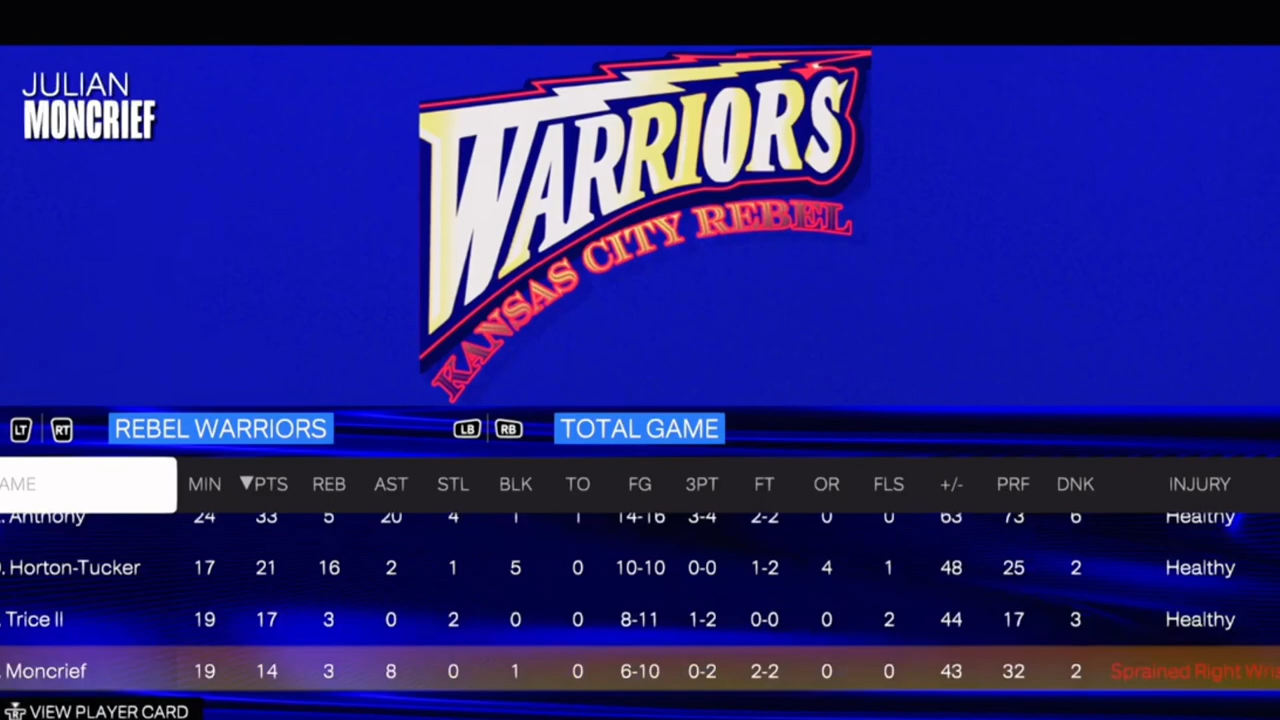 JULIAN
MONCRIEF
WARRIORS
KANSAS CITY REBEL
LT RT REBEL WARRIORS LB RB TOTAL GAME
AME MIN ▼PTS REB AST STL BLK TO FG 3PT FT OR FLS +/- PRF DNK INJURY
. Anthony 24 33 5 20 4 1 1 14-16 3-4 2-2 0 0 63 73 6 Healthy
. Horton-Tucker 17 21 16 2 1 5 0 10-10 0-0 1-2 4 1 48 25 2 Healthy
. Trice II 19 17 3 0 2 0 0 8-11 1-2 0-0 0 2 44 17 3 Healthy
. Moncrief 19 14 3 8 0 1 0 6-10 0-2 2-2 0 0 43 32 2 Sprained Right Wris
R VIEW PLAYER CARD